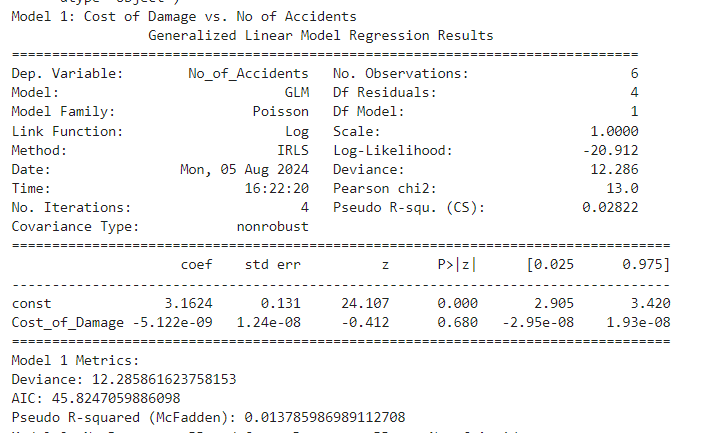 Model 1: Cost of Damage vs. No of Accidents
Generalized Linear Model Regression Results
==============================================================================
Dep. Variable: No_of_Accidents No. Observations: 6
Model: GLM Df Residuals: 4
Model Family: Poisson Df Model: 1
Link Function: Log Scale: 1.0000
Method: IRLS Log-Likelihood: -20.912
Date: Mon, 05 Aug 2024 Deviance: 12.286
Time: 16:22:20 Pearson chi2: 13.0
No. Iterations: 4 Pseudo R-squ. (CS): 0.02822
Covariance Type: nonrobust
==================================================================================
coef std err z P>|z| [0.025 0.975]
----------------------------------------------------------------------------------
const 3.1624 0.131 24.107 0.000 2.905 3.420
Cost_of_Damage -5.122e-09 1.24e-08 -0.412 0.680 -2.95e-08 1.93e-08
==================================================================================
Model 1 Metrics:
Deviance: 12.285861623758153
AIC: 45.8247059886098
Pseudo R-squared (McFadden): 0.013785986989112708